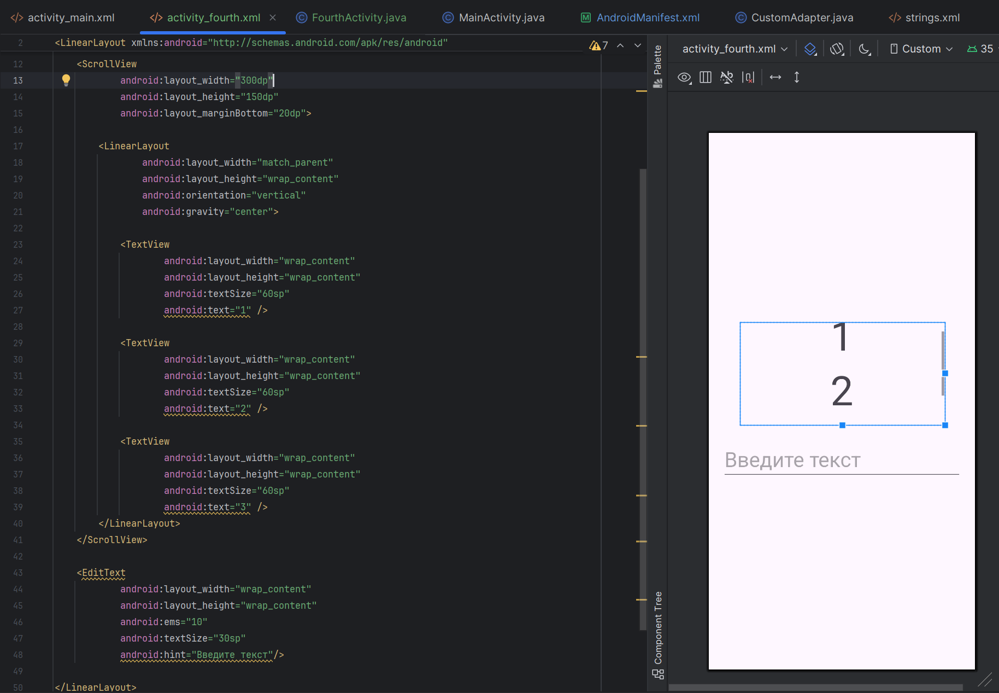 activity_main.xml activity_fourth.xml FourthActivity.java MainActivity.java AndroidManifest.xml CustomAdapter.java strings.xml
2 <LinearLayout xmlns:android="http://schemas.android.com/apk/res/android"
7
12 <ScrollView
13 android:layout_width="300dp"
14 android:layout_height="150dp"
15 android:layout_marginBottom="20dp">
16
17 <LinearLayout
18 android:layout_width="match_parent"
19 android:layout_height="wrap_content"
20 android:orientation="vertical"
21 android:gravity="center">
22
23 <TextView
24 android:layout_width="wrap_content"
25 android:layout_height="wrap_content"
26 android:textSize="60sp"
27 android:text="1" />
28
29 <TextView
30 android:layout_width="wrap_content"
31 android:layout_height="wrap_content"
32 android:textSize="60sp"
33 android:text="2" />
34
35 <TextView
36 android:layout_width="wrap_content"
37 android:layout_height="wrap_content"
38 android:textSize="60sp"
39 android:text="3" />
40 </LinearLayout>
41 </ScrollView>
42
43 <EditText
44 android:layout_width="wrap_content"
45 android:layout_height="wrap_content"
46 android:ems="10"
47 android:textSize="30sp"
48 android:hint="Введите текст"/>
49
50 </LinearLayout>
Palette
Component Tree
activity_fourth.xml Custom 35
1
2
Введите текст